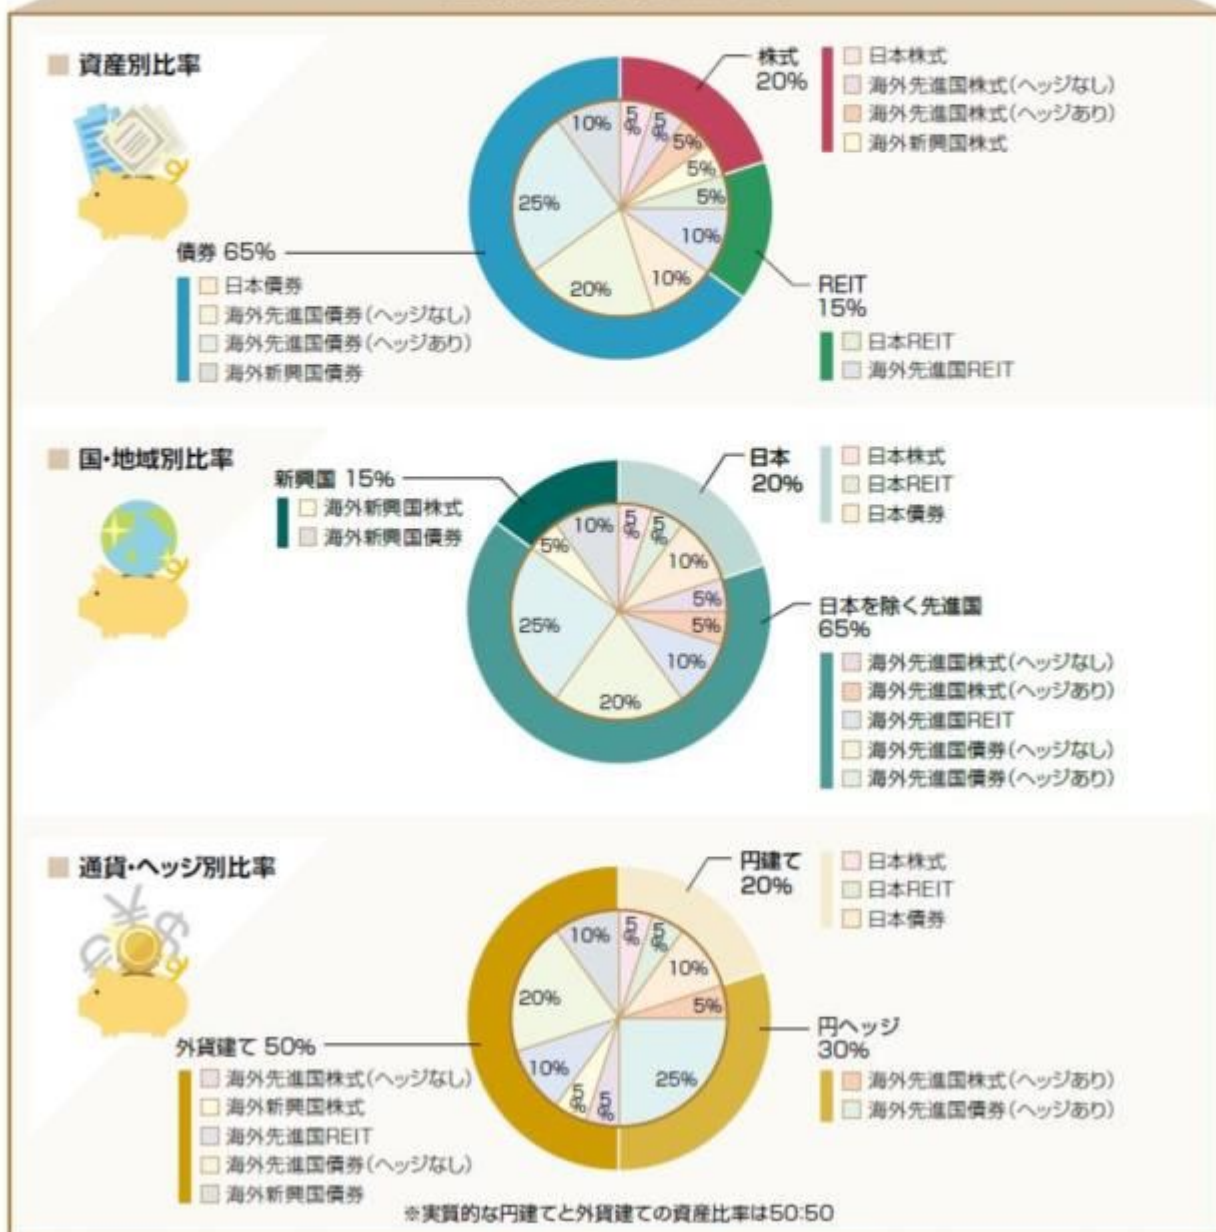 資産別比率
株式
20%
日本株式
海外先進国株式(ヘッジなし)
海外先進国株式(ヘッジあり)
海外新興国株式
10%
5%
5%
5%
5%
5%
10%
10%
20%
25%
債券 65%
日本債券
海外先進国債券(ヘッジなし)
海外先進国債券(ヘッジあり)
海外新興国債券
REIT
15%
日本REIT
海外先進国REIT
国・地域別比率
新興国 15%
海外新興国株式
海外新興国債券
日本
20%
日本株式
日本REIT
日本債券
10%
5%
5%
10%
5%
5%
5%
10%
20%
25%
日本を除く先進国
65%
海外先進国株式(ヘッジなし)
海外先進国株式(ヘッジあり)
海外先進国REIT
海外先進国債券(ヘッジなし)
海外先進国債券(ヘッジあり)
通貨・ヘッジ別比率
円建て
20%
日本株式
日本REIT
日本債券
10%
5%
5%
10%
5%
25%
5%
5%
10%
20%
外貨建て 50%
海外先進国株式(ヘッジなし)
海外新興国株式
海外先進国REIT
海外先進国債券(ヘッジなし)
海外新興国債券
円ヘッジ
30%
海外先進国株式(ヘッジあり)
海外先進国債券(ヘッジあり)
※実質的な円建てと外貨建ての資産比率は50:50